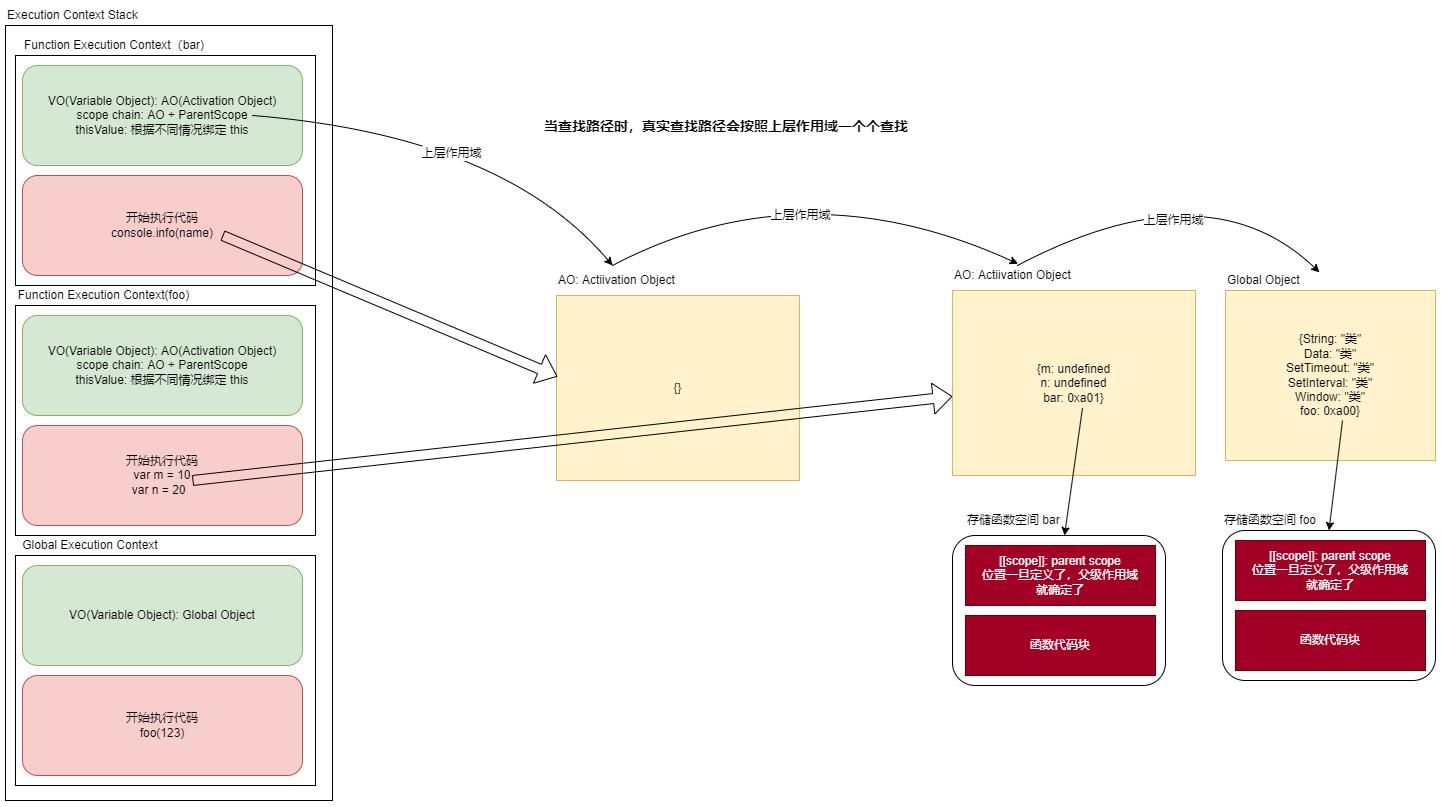 Execution Context Stack
Function Execution Context（bar)
VO(Variable Object): AO(Activation Object)
scope chain: AO + ParentScope
thisValue: 根据不同情况绑定 this
开始执行代码
console.info(name)
Function Execution Context(foo)
VO(Variable Object): AO(Activation Object)
scope chain: AO + ParentScope
thisValue: 根据不同情况绑定 this
开始执行代码
var m = 10
var n = 20
Global Execution Context
VO(Variable Object): Global Object
开始执行代码
foo(123)
当查找路径时，真实查找路径会按照上层作用域一个个查找
上层作用域
上层作用域
上层作用域
AO: Actiivation Object
{}
AO: Actiivation Object
{m: undefined
n: undefined
bar: 0xa01}
Global Object
{String: "类"
Data: "类"
SetTimeout: "类"
SetInterval: "类"
Window: "类"
foo: 0xa00}
存储函数空间 bar
[[scope]]: parent scope
位置一旦定义了，父级作用域
就确定了
函数代码块
存储函数空间 foo
[[scope]]: parent scope
位置一旦定义了，父级作用域
就确定了
函数代码块